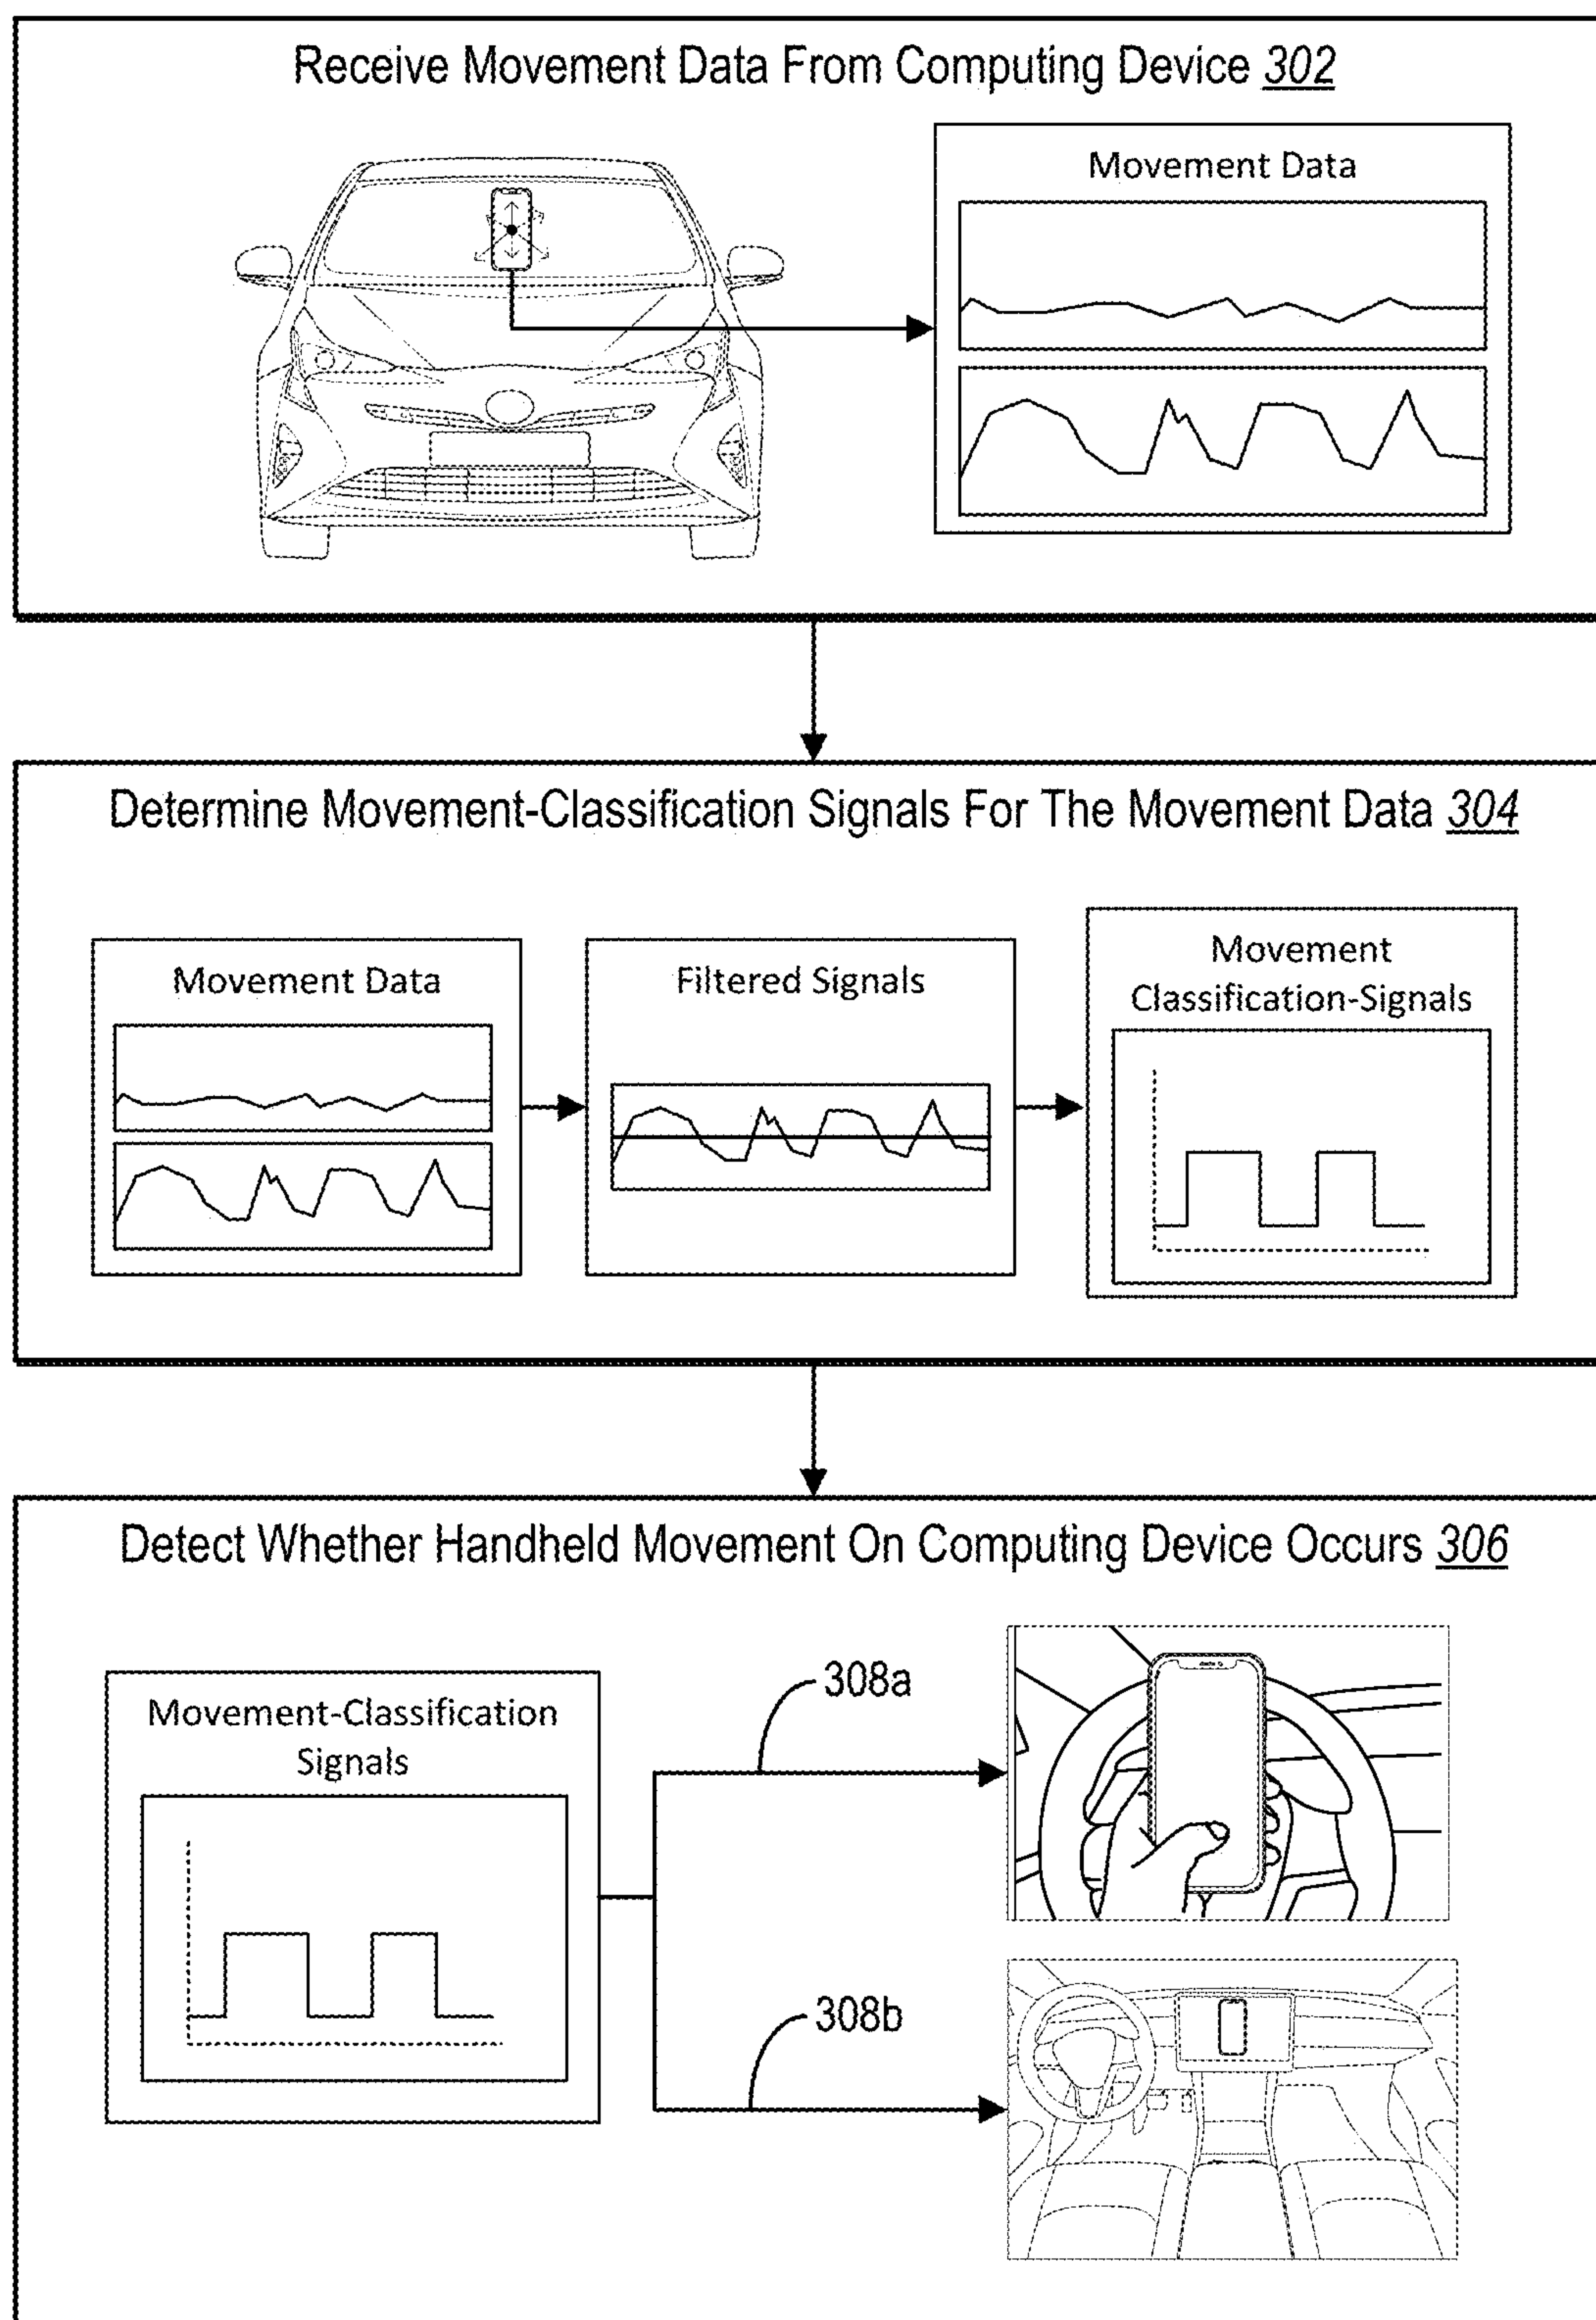 Receive Movement Data From Computing Device 302
Movement Data
Determine Movement-Classification Signals For The Movement Data 304
Movement Data
Filtered Signals
Movement
Classification-Signals
Detect Whether Handheld Movement On Computing Device Occurs 306
Movement-Classification
Signals
308a
308b